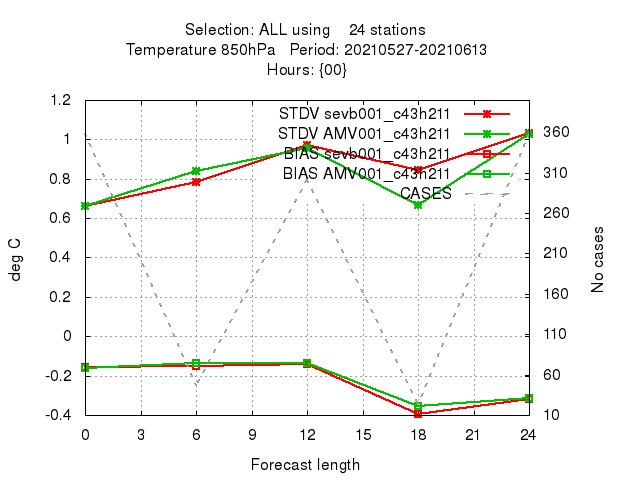 Selection: ALL using 24 stations
Temperature 850hPa Period: 20210527-20210613
Hours: {00}
STDV sevb001_c43h211
STDV AMV001_c43h211
BIAS sevb001_c43h211
BIAS AMV001_c43h211
CASES
deg C
1.2
1
0.8
0.6
0.4
0.2
0
-0.2
-0.4
No cases
360
310
260
210
160
110
60
10
0 3 6 9 12 15 18 21 24
Forecast length